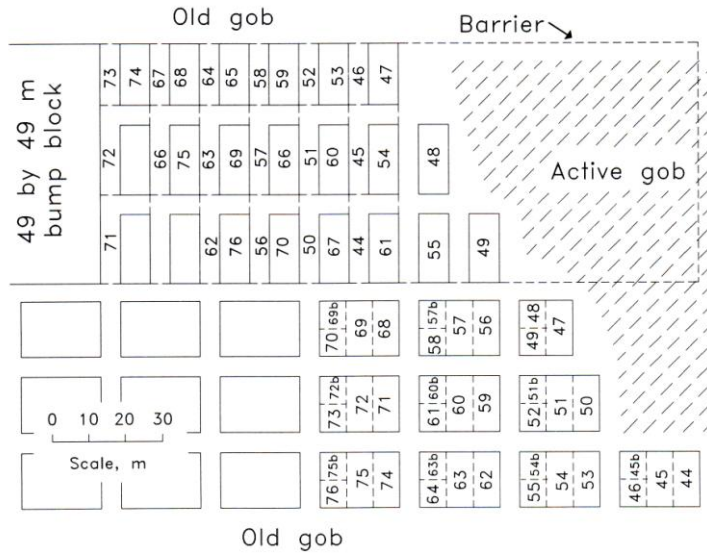 Old gob
Barrier
49 by 49 m
bump block
73 74 67 68 64 65 58 59 52 53 46 47
72 66 75 63 69 57 66 51 60 45 54 48
Active gob
71 62 76 56 70 50 67 44 61 55 49
70 69b 69 68 58 57b 57 56 49 48 47
73 72b 72 71 61 60b 60 59 52 51b 51 50
0 10 20 30
Scale, m
76 75b 75 74 64 63b 63 62 55 54b 54 53 46 45b 45 44
Old gob